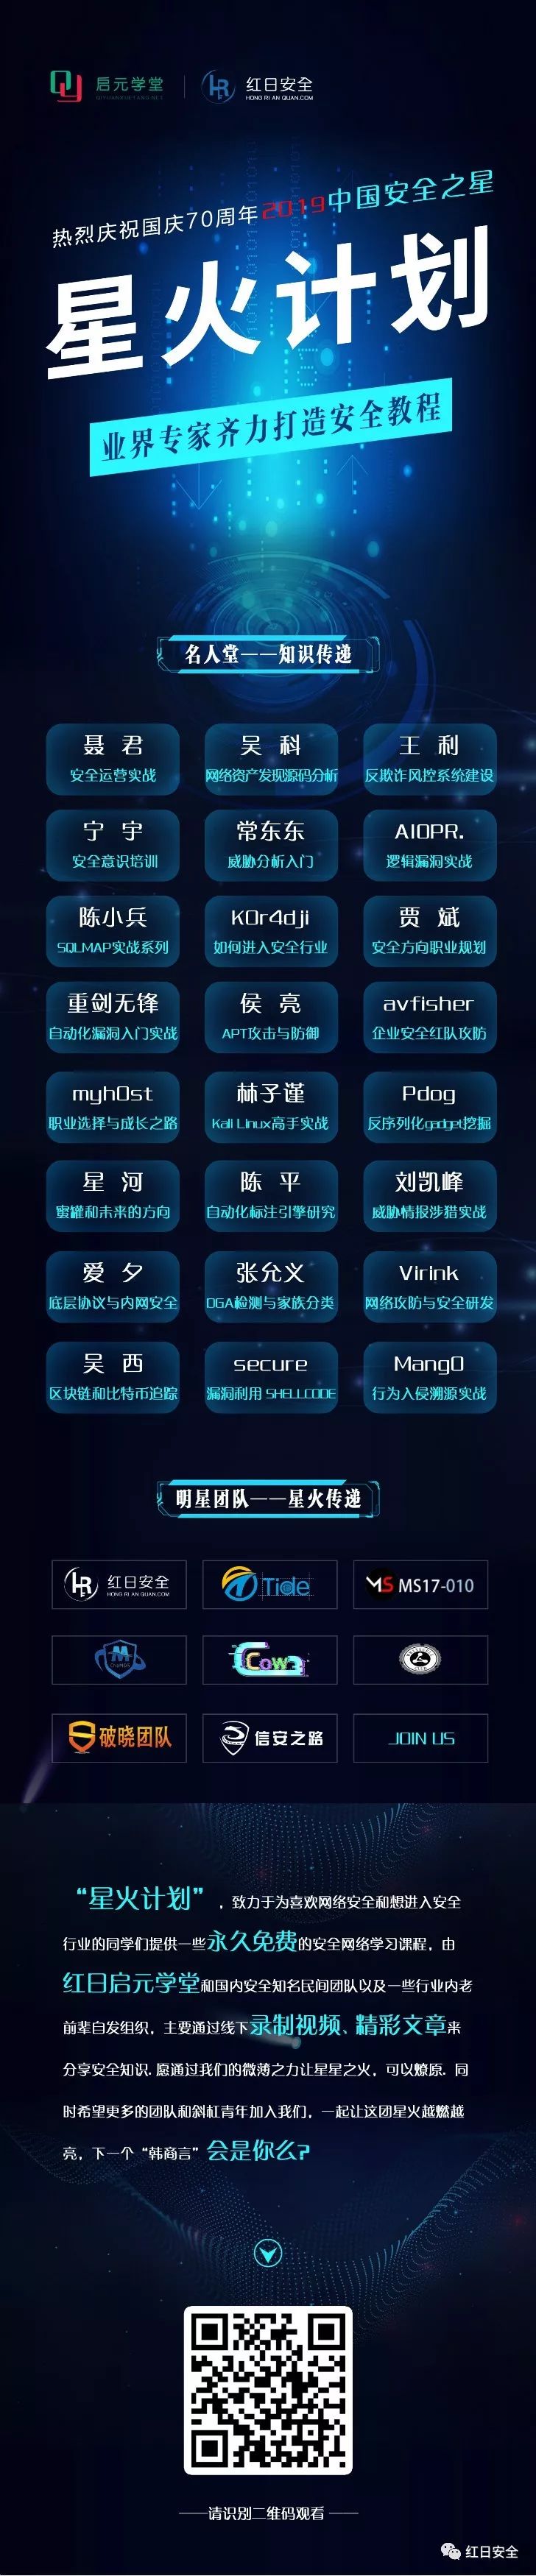 启元学堂
红日安全
HONG RI AN QUAN.COM
热烈庆祝国庆70周年2019中国安全之星
星火计划
业界专家齐力打造安全教程
名人堂——知识传递
聂 君
安全运营实战
吴 科
网络资产发现源码分析
王 利
反欺诈风控系统建设
宁 宇
安全意识培训
常东东
威胁分析入门
AIOPR.
逻辑漏洞实战
陈小兵
SQLMAP实战系列
K0r4dji
如何进入安全行业
贾 斌
安全方向职业规划
重剑无锋
自动化漏洞入门实战
侯 亮
APT攻击与防御
avfisher
企业安全红队攻防
myh0st
职业选择与成长之路
林子谨
Kali Linux高手实战
Pdog
反序列化gadget挖掘
星 河
蜜罐和未来的方向
陈 平
自动化标注引擎研究
刘凯峰
威胁情报涉猎实战
爱 夕
底层协议与内网安全
张允义
DGA检测与家族分类
Virink
网络攻防与安全研发
吴 西
区块链和比特币追踪
secure
漏洞利用 SHELLCODE
Mang0
行为入侵溯源实战
明星团队——星火传递
红日安全
HONG RI AN QUAN.COM
Tide
MS MS17-010
M
Cow
破晓团队
信安之路
JOIN US
“星火计划”，致力于为喜欢网络安全和想进入安全
行业的同学们提供一些永久免费的安全网络学习课程，由
红日启元学堂和国内安全知名民间团队以及一些行业内老
前辈自发组织，主要通过线下录制视频、精彩文章来
分享安全知识.愿通过我们的微薄之力让星星之火，可以燎原.同
时希望更多的团队和斜杠青年加入我们，一起让这团星火越燃越
亮，下一个“韩商言”会是你么?
——请识别二维码观看——
红日安全